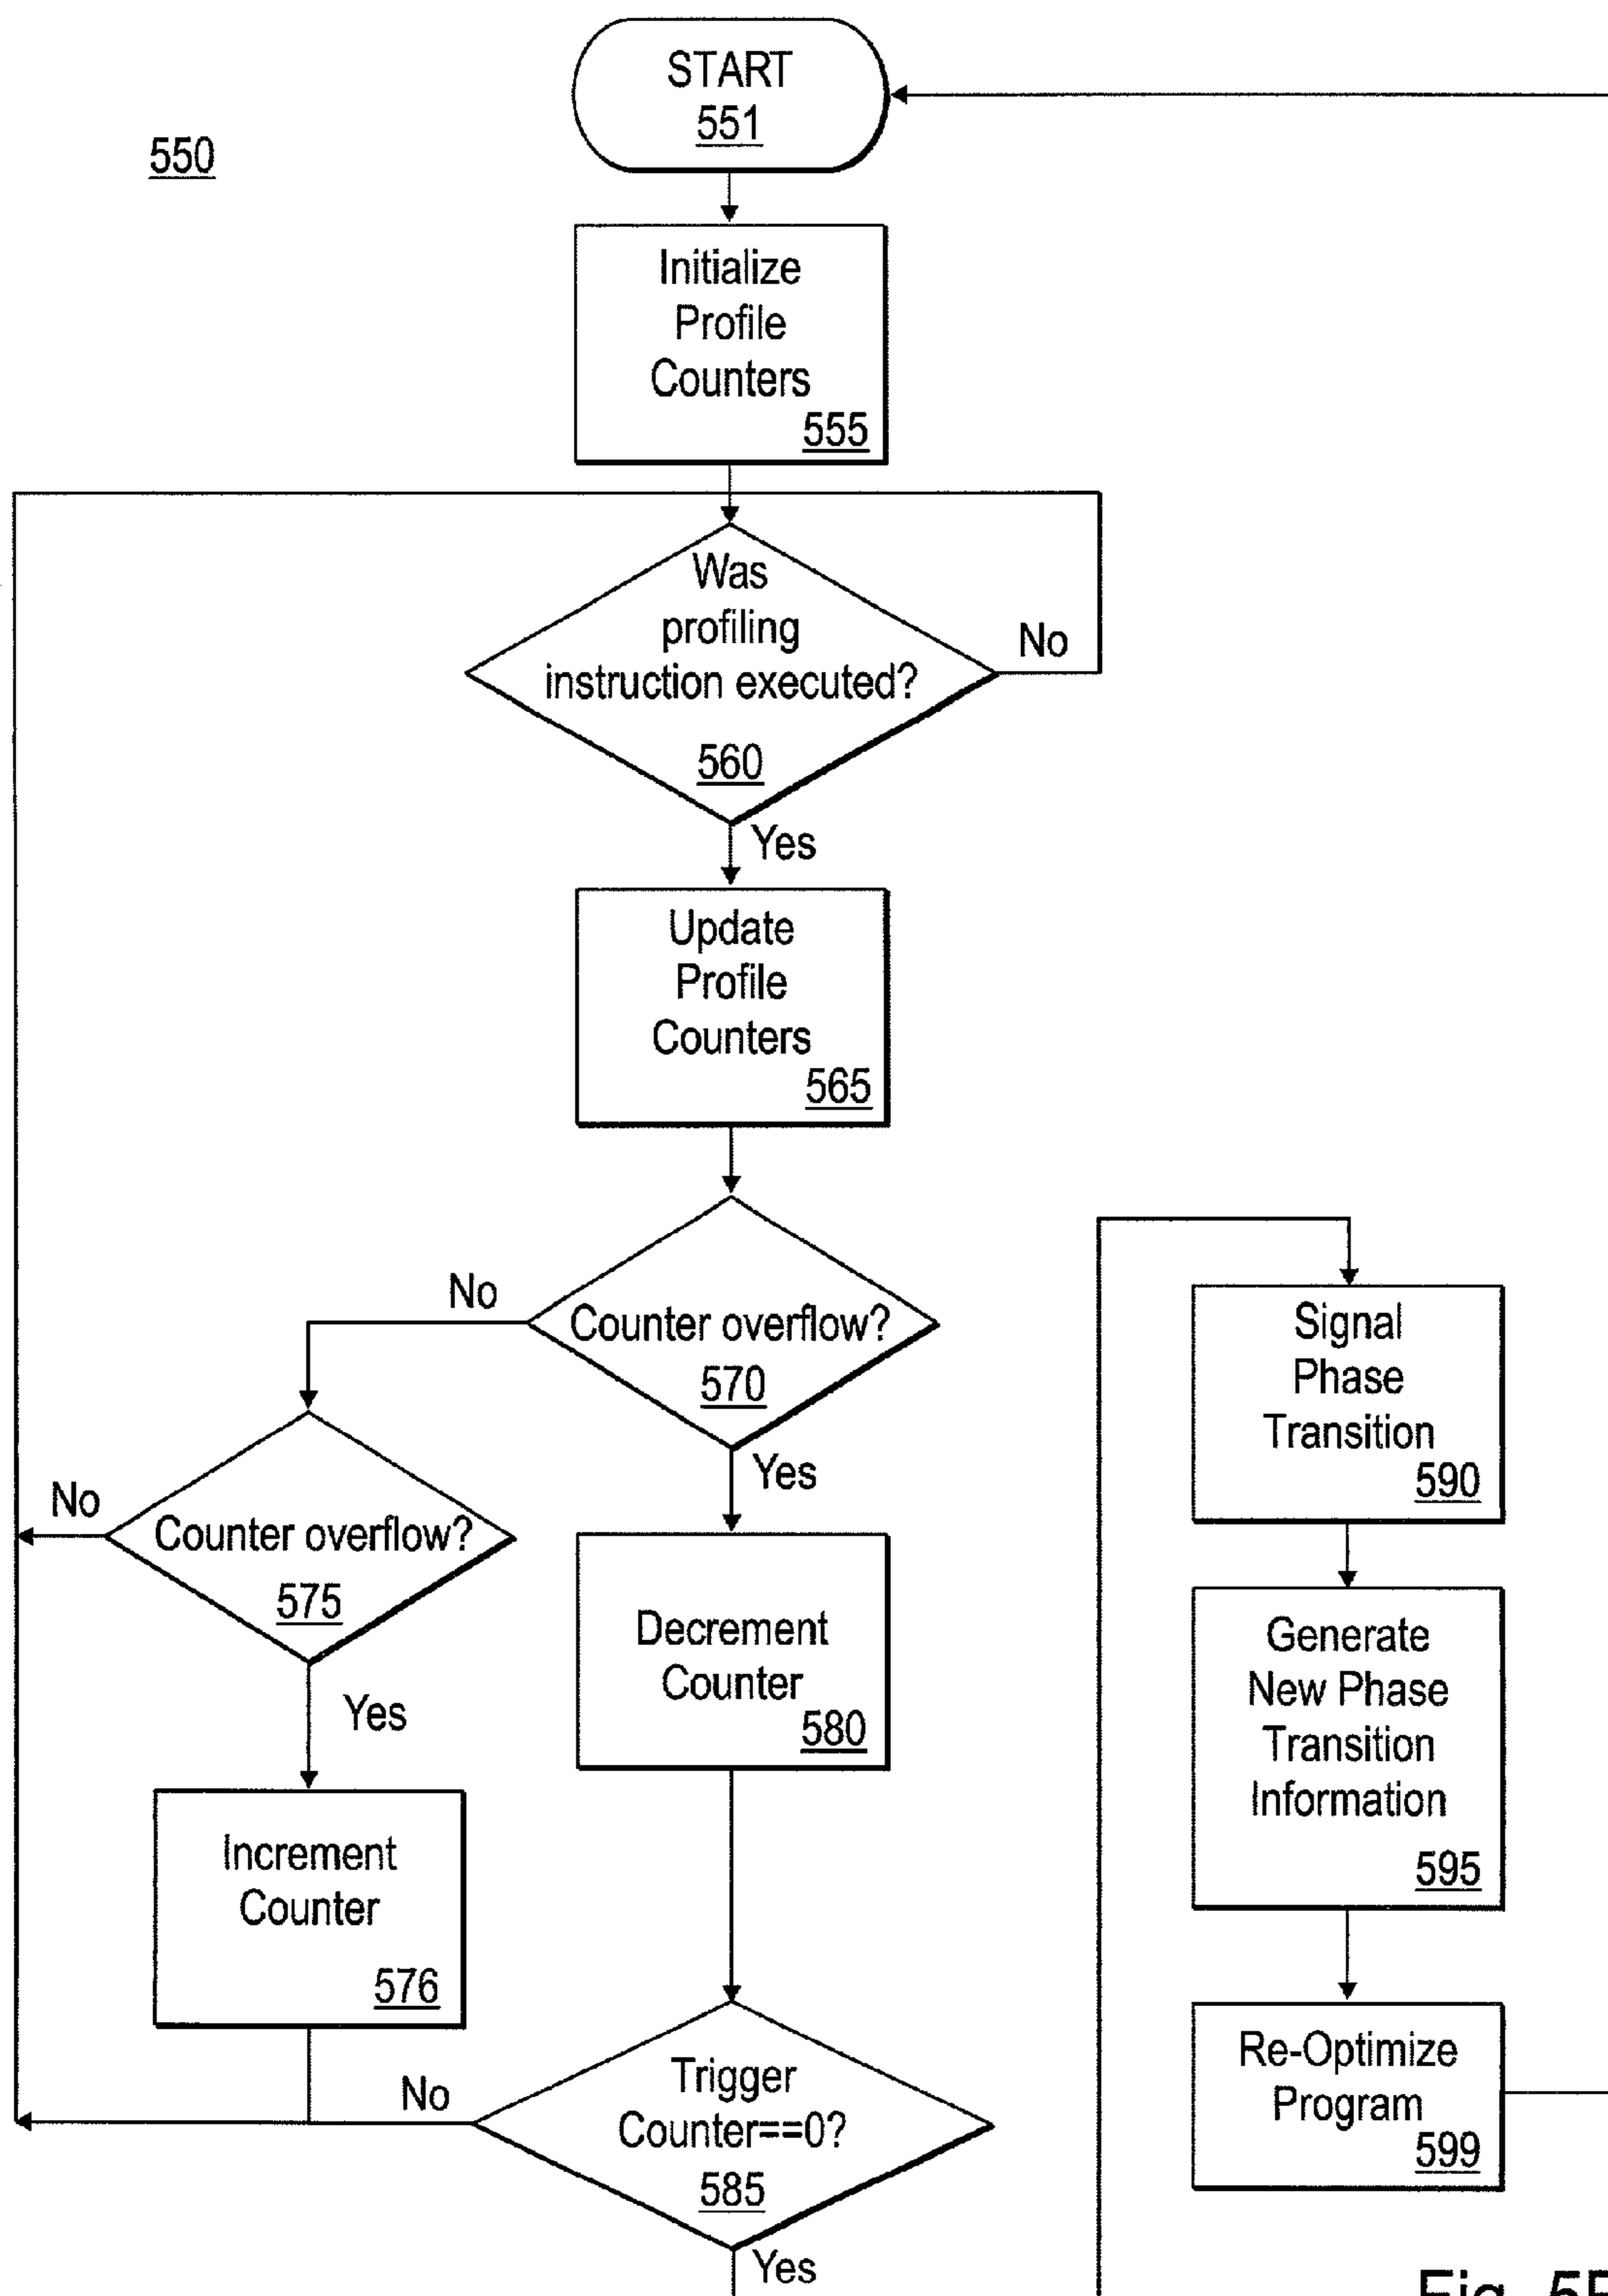 START
551
550
Initialize
Profile
Counters
555
Was
profiling
instruction executed?
560
No
Yes
Update
Profile
Counters
565
Counter overflow?
570
No
Yes
Counter overflow?
575
No
Yes
Increment
Counter
576
Decrement
Counter
580
Trigger
Counter==0?
585
No
Yes
Signal
Phase
Transition
590
Generate
New Phase
Transition
Information
595
Re-Optimize
Program
599
Fig.